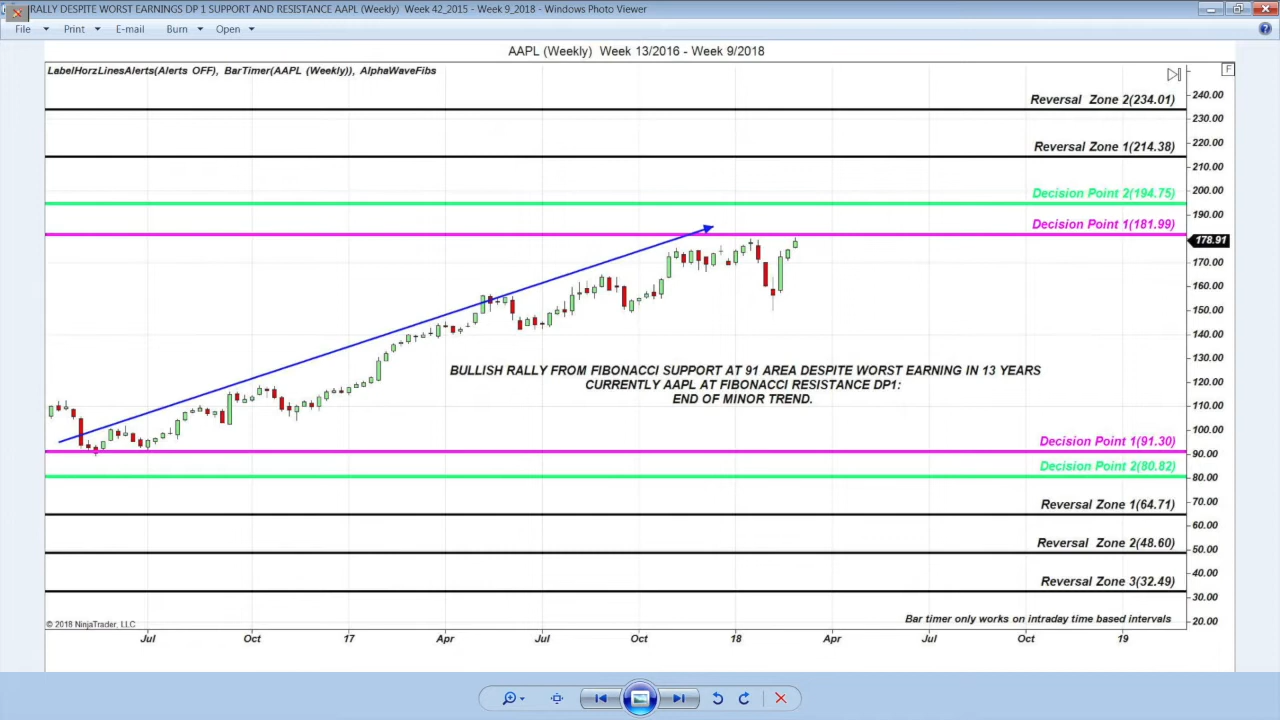 RALLY DESPITE WORST EARNINGS DP 1 SUPPORT AND RESISTANCE AAPL (Weekly) Week 42_2015 - Week 9_2018 - Windows Photo Viewer
File Print E-mail Burn Open
AAPL (Weekly) Week 13/2016 - Week 9/2018
LabelHorzLinesAlerts(Alerts OFF), BarTimer(AAPL (Weekly)), AlphaWaveFibs
F
240.00
Reversal Zone 2(234.01)
230.00
220.00
Reversal Zone 1(214.38)
210.00
200.00
Decision Point 2(194.75)
190.00
Decision Point 1(181.99)
178.91
170.00
160.00
150.00
140.00
130.00
BULLISH RALLY FROM FIBONACCI SUPPORT AT 91 AREA DESPITE WORST EARNING IN 13 YEARS
CURRENTLY AAPL AT FIBONACCI RESISTANCE DP1:
END OF MINOR TREND.
120.00
110.00
100.00
Decision Point 1(91.30)
90.00
Decision Point 2(80.82)
80.00
70.00
Reversal Zone 1(64.71)
60.00
50.00
Reversal Zone 2(48.60)
40.00
Reversal Zone 3(32.49)
30.00
20.00
Bar timer only works on intraday time based intervals
© 2018 NinjaTrader, LLC
Jul Oct 17 Apr Jul Oct 18 Apr Jul Oct 19